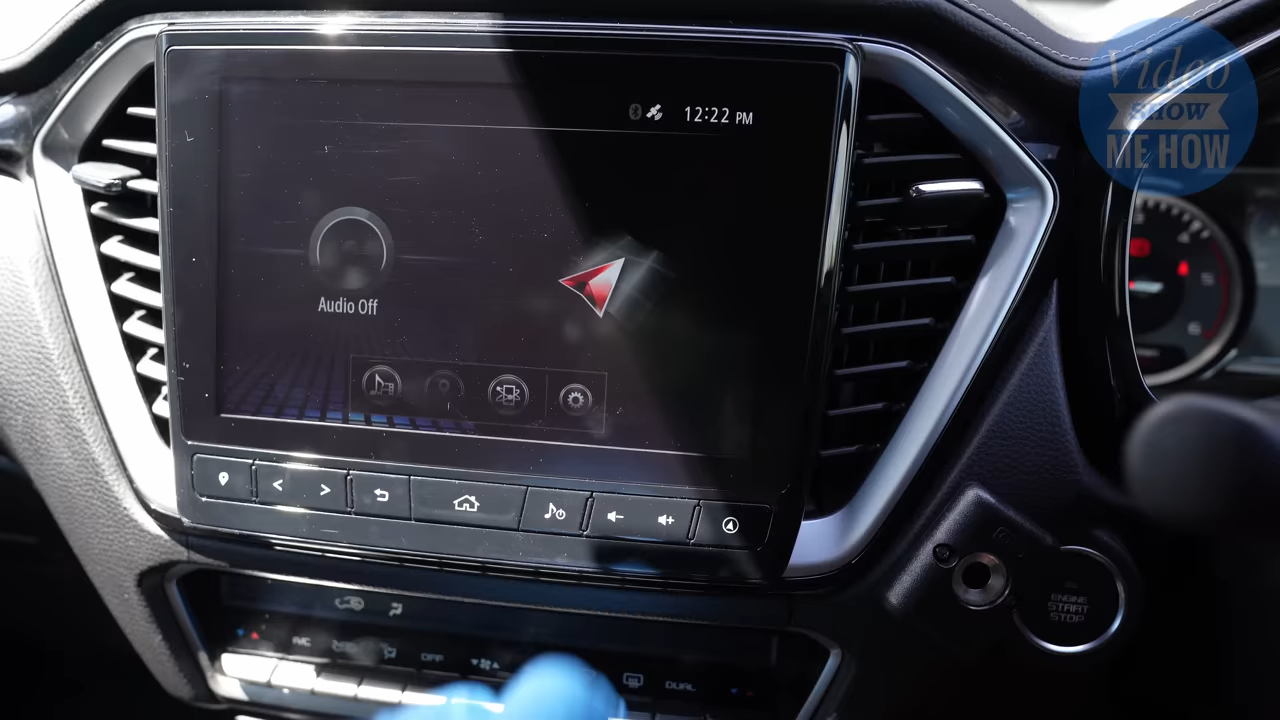 Video
SHOW
ME HOW
12:22 PM
Audio Off
ENGINE
START
STOP
A/C
OFF
DUAL